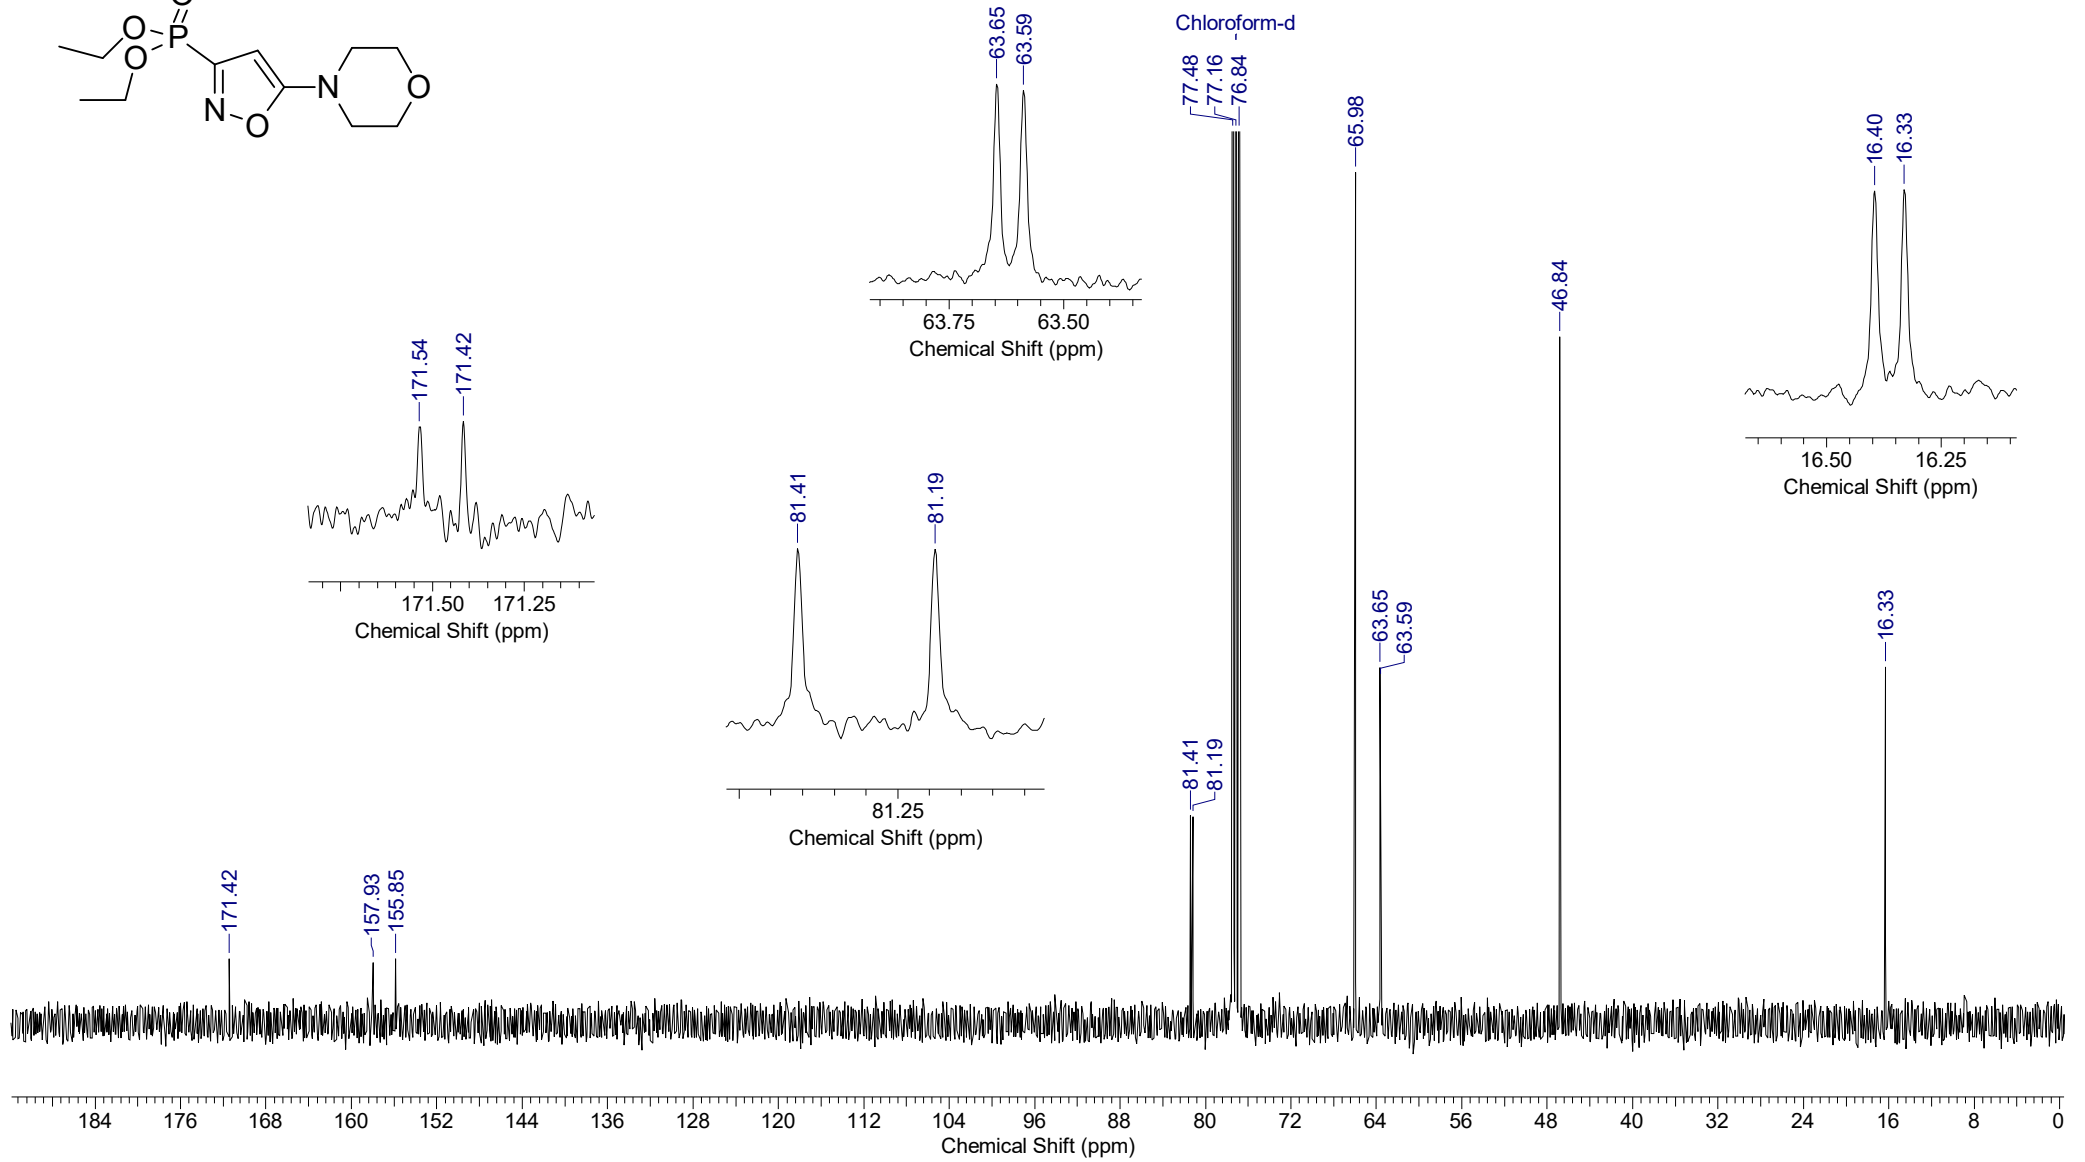 O
O
P
O
N
O
N
O
63.65
63.59
Chloroform-d
77.48
77.16
76.84
65.98
16.40
16.33
63.75
63.50
Chemical Shift (ppm)
46.84
16.50
16.25
Chemical Shift (ppm)
171.54
171.42
171.50
171.25
Chemical Shift (ppm)
81.41
81.19
81.25
Chemical Shift (ppm)
63.65
63.59
16.33
81.41
81.19
171.42
157.93
155.85
184 176 168 160 152 144 136 128 120 112 104 96 88 80 72 64 56 48 40 32 24 16 8 0
Chemical Shift (ppm)